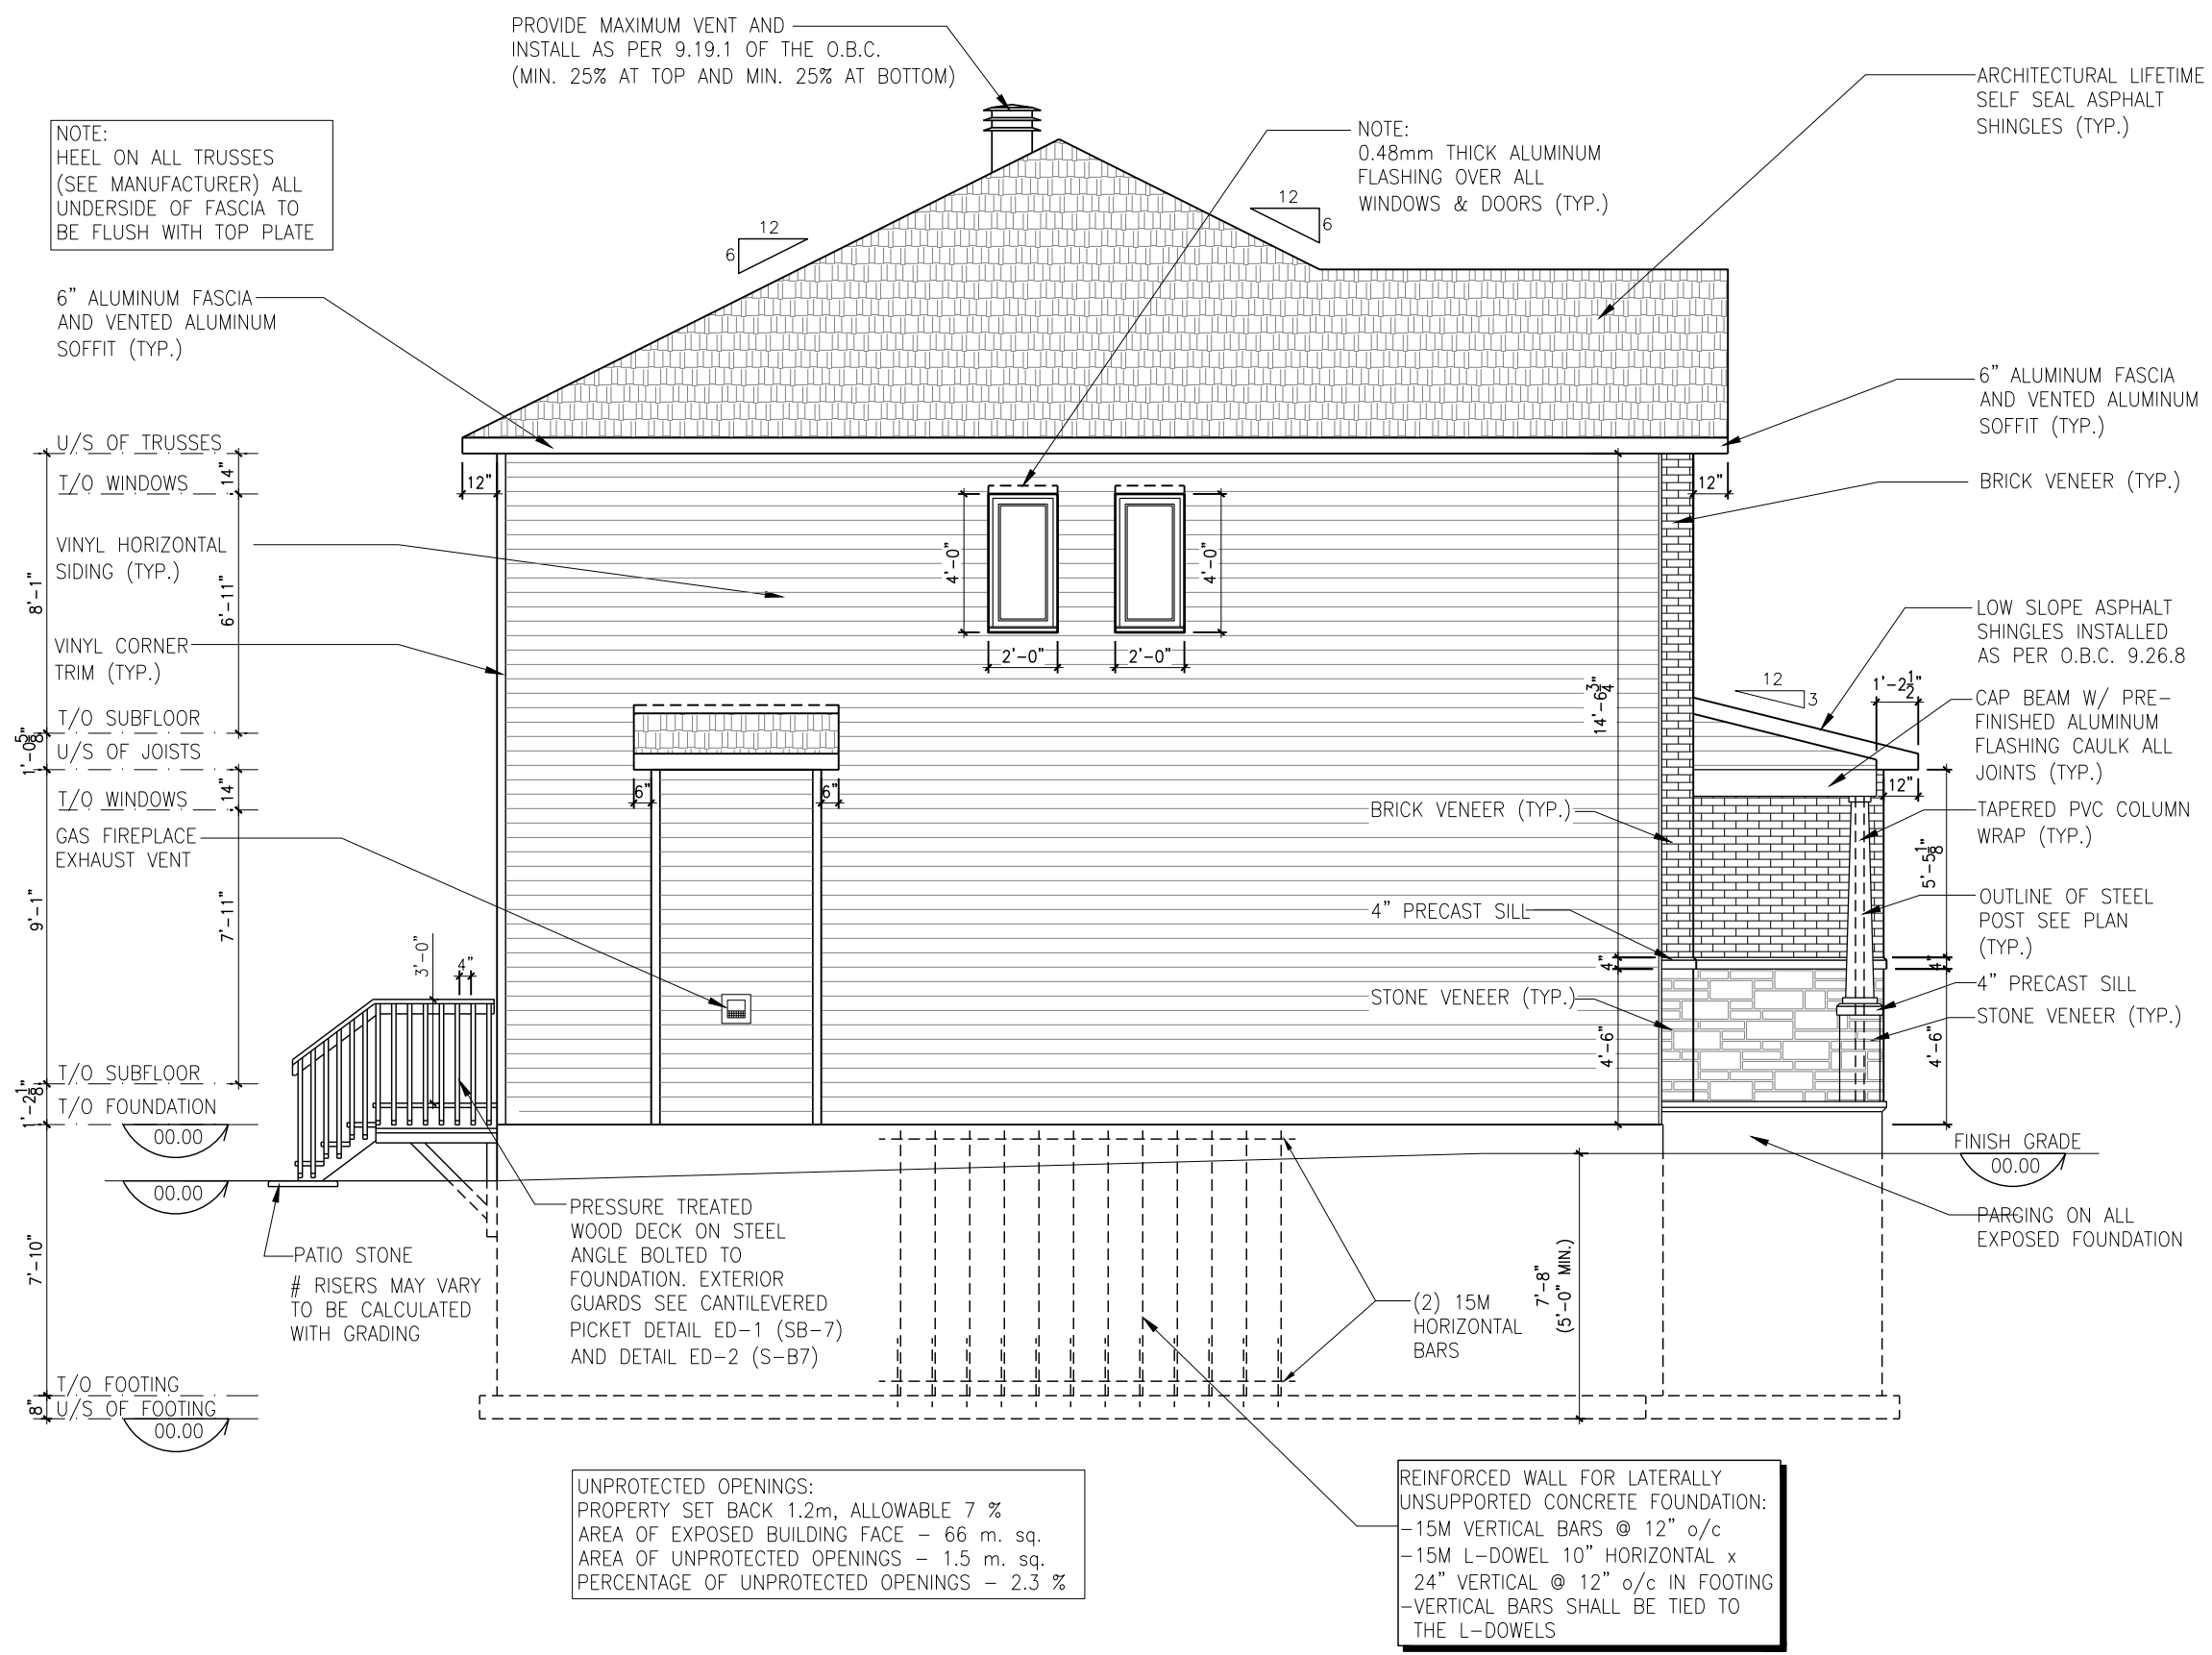 PROVIDE MAXIMUM VENT AND
INSTALL AS PER 9.19.1 OF THE O.B.C.
(MIN. 25% AT TOP AND MIN. 25% AT BOTTOM)
ARCHITECTURAL LIFETIME
SELF SEAL ASPHALT
SHINGLES (TYP.)
NOTE:
HEEL ON ALL TRUSSES
(SEE MANUFACTURER) ALL
UNDERSIDE OF FASCIA TO
BE FLUSH WITH TOP PLATE
NOTE:
0.48mm THICK ALUMINUM
FLASHING OVER ALL
WINDOWS & DOORS (TYP.)
12
6
12
6
6" ALUMINUM FASCIA
AND VENTED ALUMINUM
SOFFIT (TYP.)
6" ALUMINUM FASCIA
AND VENTED ALUMINUM
SOFFIT (TYP.)
U/S OF TRUSSES
T/O WINDOWS
14"
12"
12"
BRICK VENEER (TYP.)
VINYL HORIZONTAL
SIDING (TYP.)
8'-1"
6'-11"
4'-0"
4'-0"
2'-0"
2'-0"
VINYL CORNER
TRIM (TYP.)
LOW SLOPE ASPHALT
SHINGLES INSTALLED
AS PER O.B.C. 9.26.8
12
3
1'-2½"
14'-6¾"
CAP BEAM W/ PRE-
FINISHED ALUMINUM
FLASHING CAULK ALL
JOINTS (TYP.)
T/O SUBFLOOR
1'-0⅝"
U/S OF JOISTS
T/O WINDOWS
14"
6"
6"
12"
GAS FIREPLACE
EXHAUST VENT
BRICK VENEER (TYP.)
TAPERED PVC COLUMN
WRAP (TYP.)
5'-5⅛"
9'-1"
7'-11"
4" PRECAST SILL
OUTLINE OF STEEL
POST SEE PLAN
(TYP.)
3'-0"
4"
4"
4"
STONE VENEER (TYP.)
4" PRECAST SILL
STONE VENEER (TYP.)
4'-6"
4'-6"
T/O SUBFLOOR
1'-2⅛"
T/O FOUNDATION
00.00
FINISH GRADE
00.00
00.00
PATIO STONE
# RISERS MAY VARY
TO BE CALCULATED
WITH GRADING
PRESSURE TREATED
WOOD DECK ON STEEL
ANGLE BOLTED TO
FOUNDATION. EXTERIOR
GUARDS SEE CANTILEVERED
PICKET DETAIL ED-1 (SB-7)
AND DETAIL ED-2 (S-B7)
PARGING ON ALL
EXPOSED FOUNDATION
7'-10"
(2) 15M
HORIZONTAL
BARS
7'-8"
(5'-0" MIN.)
T/O FOOTING
8"
U/S OF FOOTING
00.00
UNPROTECTED OPENINGS:
PROPERTY SET BACK 1.2m, ALLOWABLE 7 %
AREA OF EXPOSED BUILDING FACE - 66 m. sq.
AREA OF UNPROTECTED OPENINGS - 1.5 m. sq.
PERCENTAGE OF UNPROTECTED OPENINGS - 2.3 %
REINFORCED WALL FOR LATERALLY
UNSUPPORTED CONCRETE FOUNDATION:
-15M VERTICAL BARS @ 12" o/c
-15M L-DOWEL 10" HORIZONTAL x
24" VERTICAL @ 12" o/c IN FOOTING
-VERTICAL BARS SHALL BE TIED TO
THE L-DOWELS